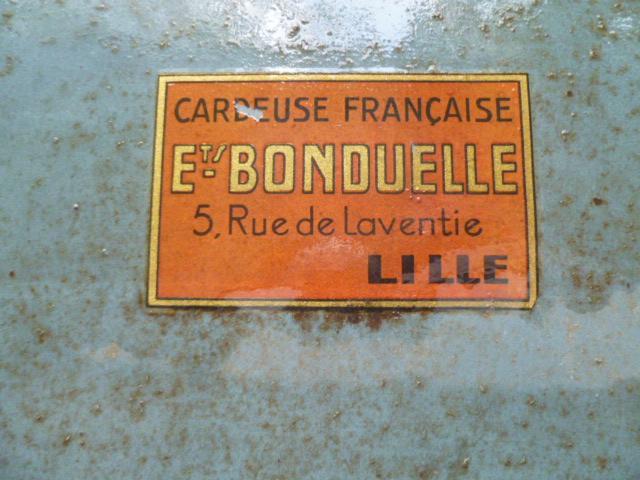 CARDEUSE FRANÇAISE
ETS BONDUELLE
5, Rue de Laventie
LILLE